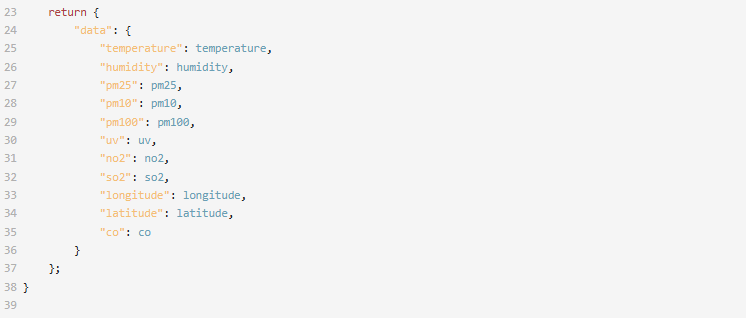 23 return {
24 "data": {
25 "temperature": temperature,
26 "humidity": humidity,
27 "pm25": pm25,
28 "pm10": pm10,
29 "pm100": pm100,
30 "uv": uv,
31 "no2": no2,
32 "so2": so2,
33 "longitude": longitude,
34 "latitude": latitude,
35 "co": co
36 }
37 };
38 }
39